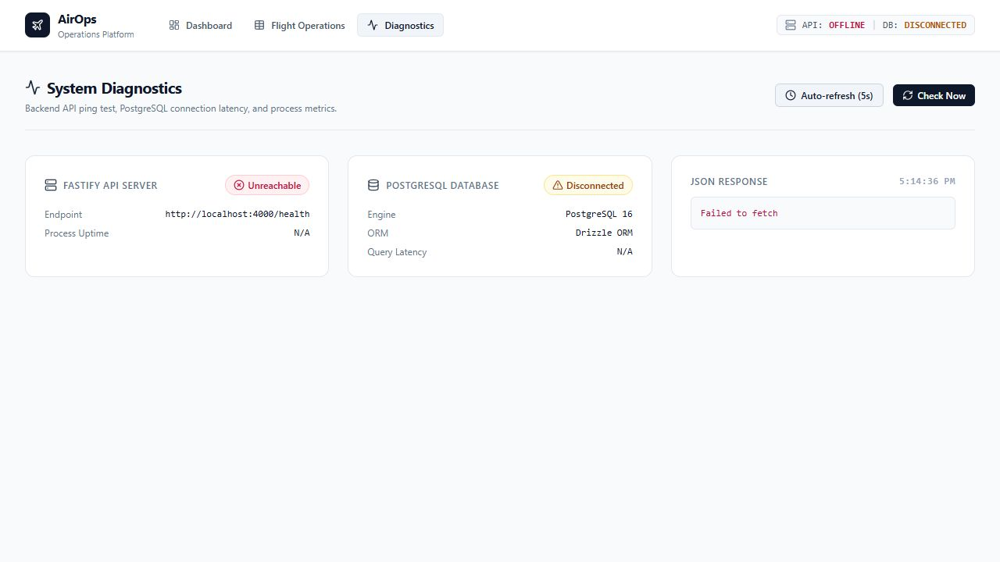 AirOps
Operations Platform
Dashboard
Flight Operations
Diagnostics
API: OFFLINE | DB: DISCONNECTED
System Diagnostics
Backend API ping test, PostgreSQL connection latency, and process metrics.
Auto-refresh (5s)
Check Now
FASTIFY API SERVER
Unreachable
Endpoint http://localhost:4000/health
Process Uptime N/A
POSTGRESQL DATABASE
Disconnected
Engine PostgreSQL 16
ORM Drizzle ORM
Query Latency N/A
JSON RESPONSE 5:14:36 PM
Failed to fetch